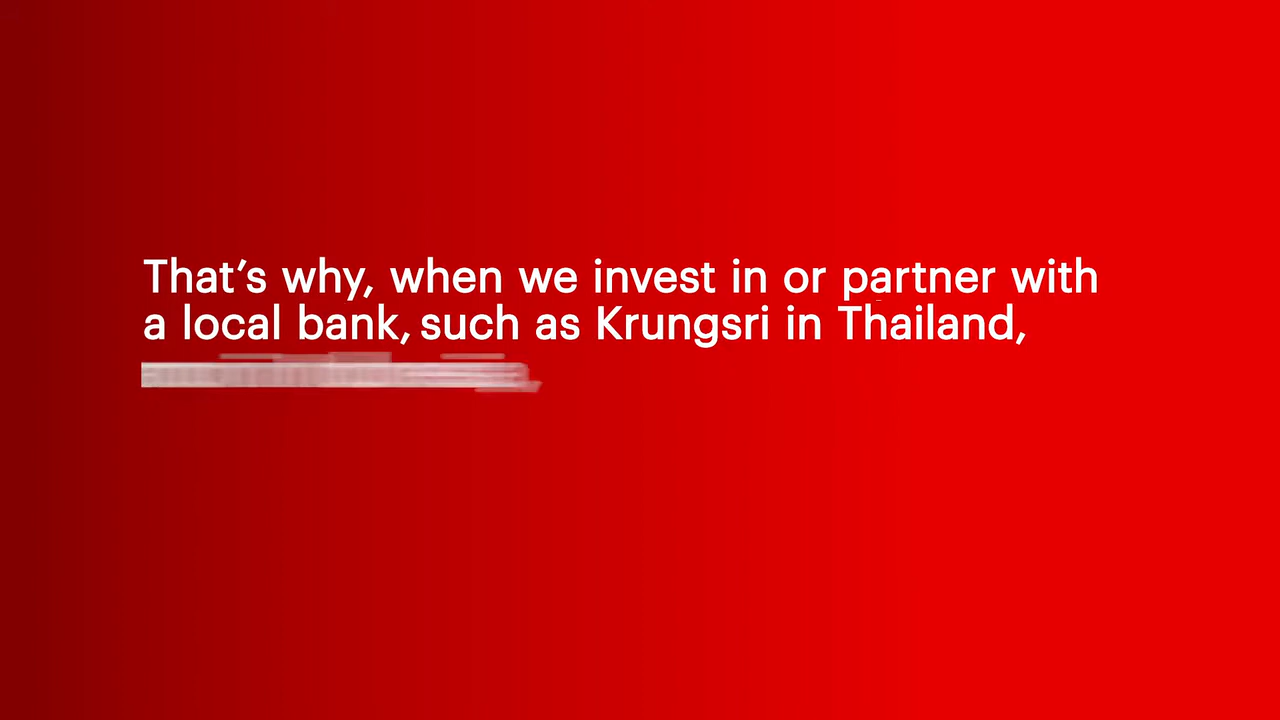 That's why, when we invest in or partner with
a local bank, such as Krungsri in Thailand,